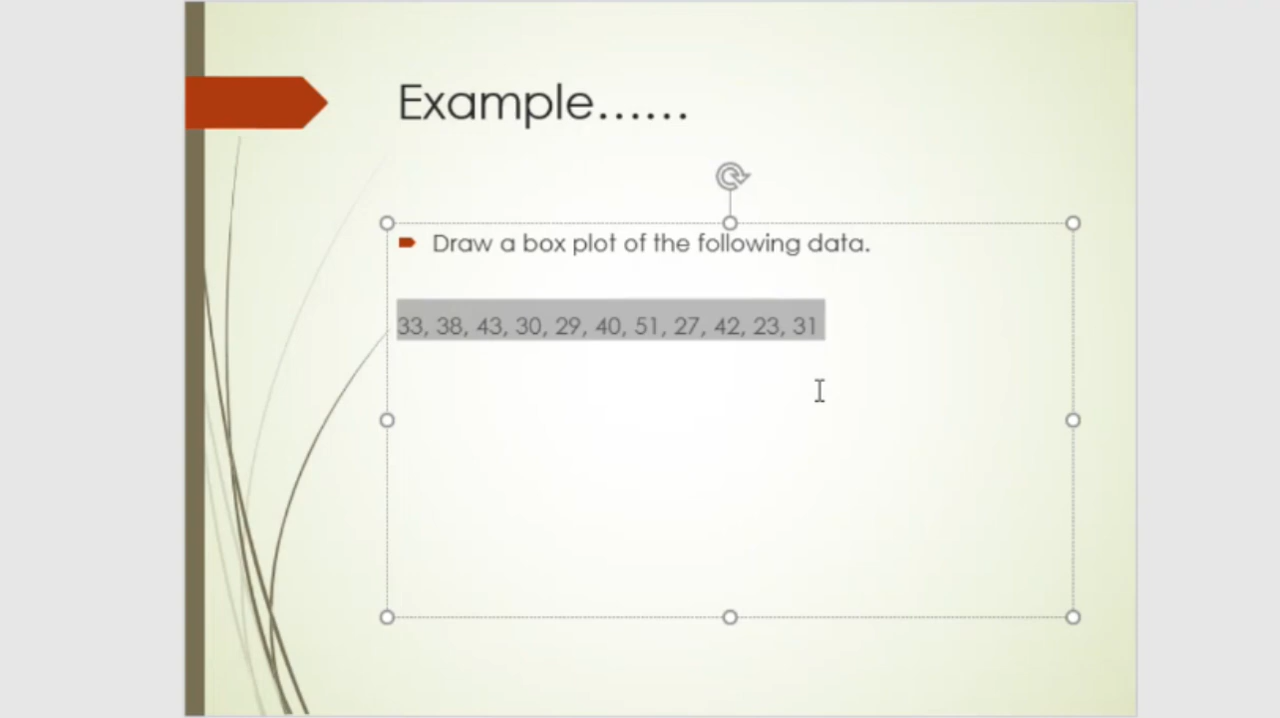 Example......
Draw a box plot of the following data.
33, 38, 43, 30, 29, 40, 51, 27, 42, 23, 31